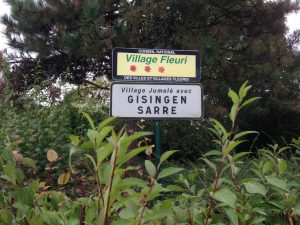 CONSEIL NATIONAL
Village Fleuri
DES VILLES ET VILLAGES FLEURIS
Village Jumelé avec
GISINGEN
SARRE